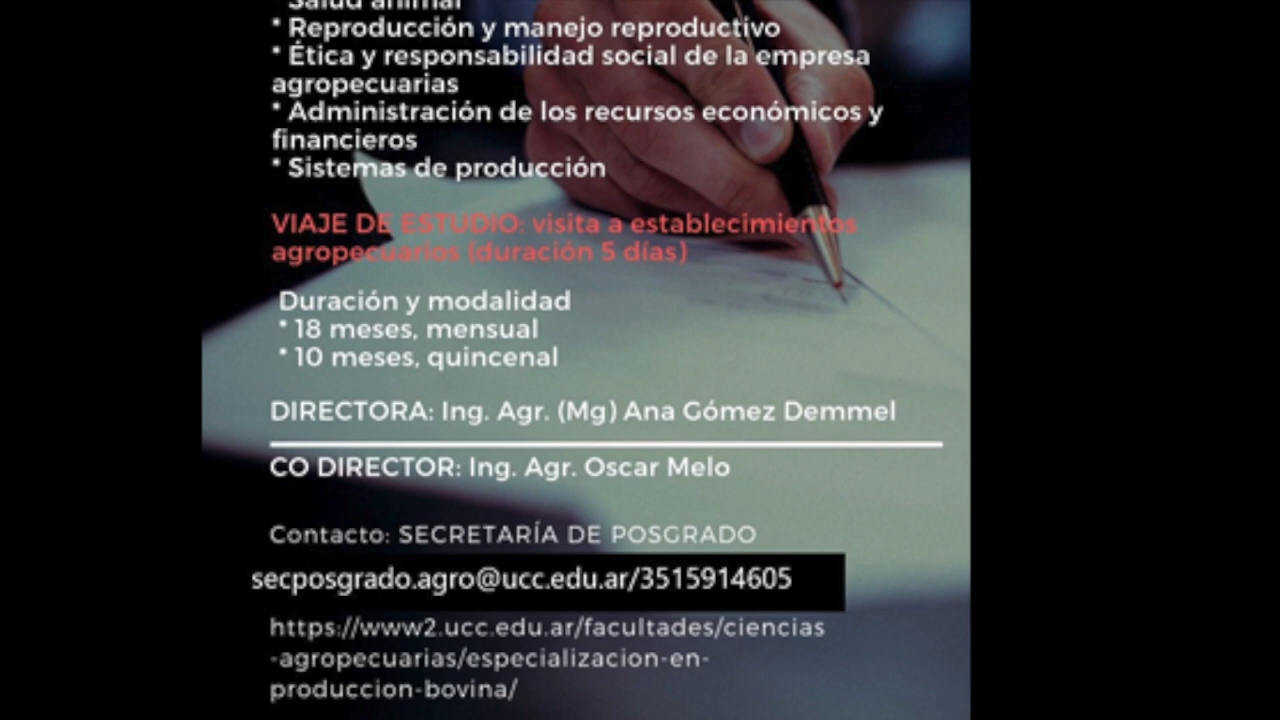 * Salud animal
* Reproducción y manejo reproductivo
* Ética y responsabilidad social de la empresa
agropecuarias
* Administración de los recursos económicos y
financieros
* Sistemas de producción
VIAJE DE ESTUDIO: visita a establecimientos
agropecuarios (duración 5 días)
Duración y modalidad
* 18 meses, mensual
* 10 meses, quincenal
DIRECTORA: Ing. Agr. (Mg) Ana Gómez Demmel
CO DIRECTOR: Ing. Agr. Oscar Melo
Contacto: SECRETARÍA DE POSGRADO
secposgrado.agro@ucc.edu.ar/3515914605
https://www2.ucc.edu.ar/facultades/ciencias
-agropecuarias/especializacion-en-
produccion-bovina/